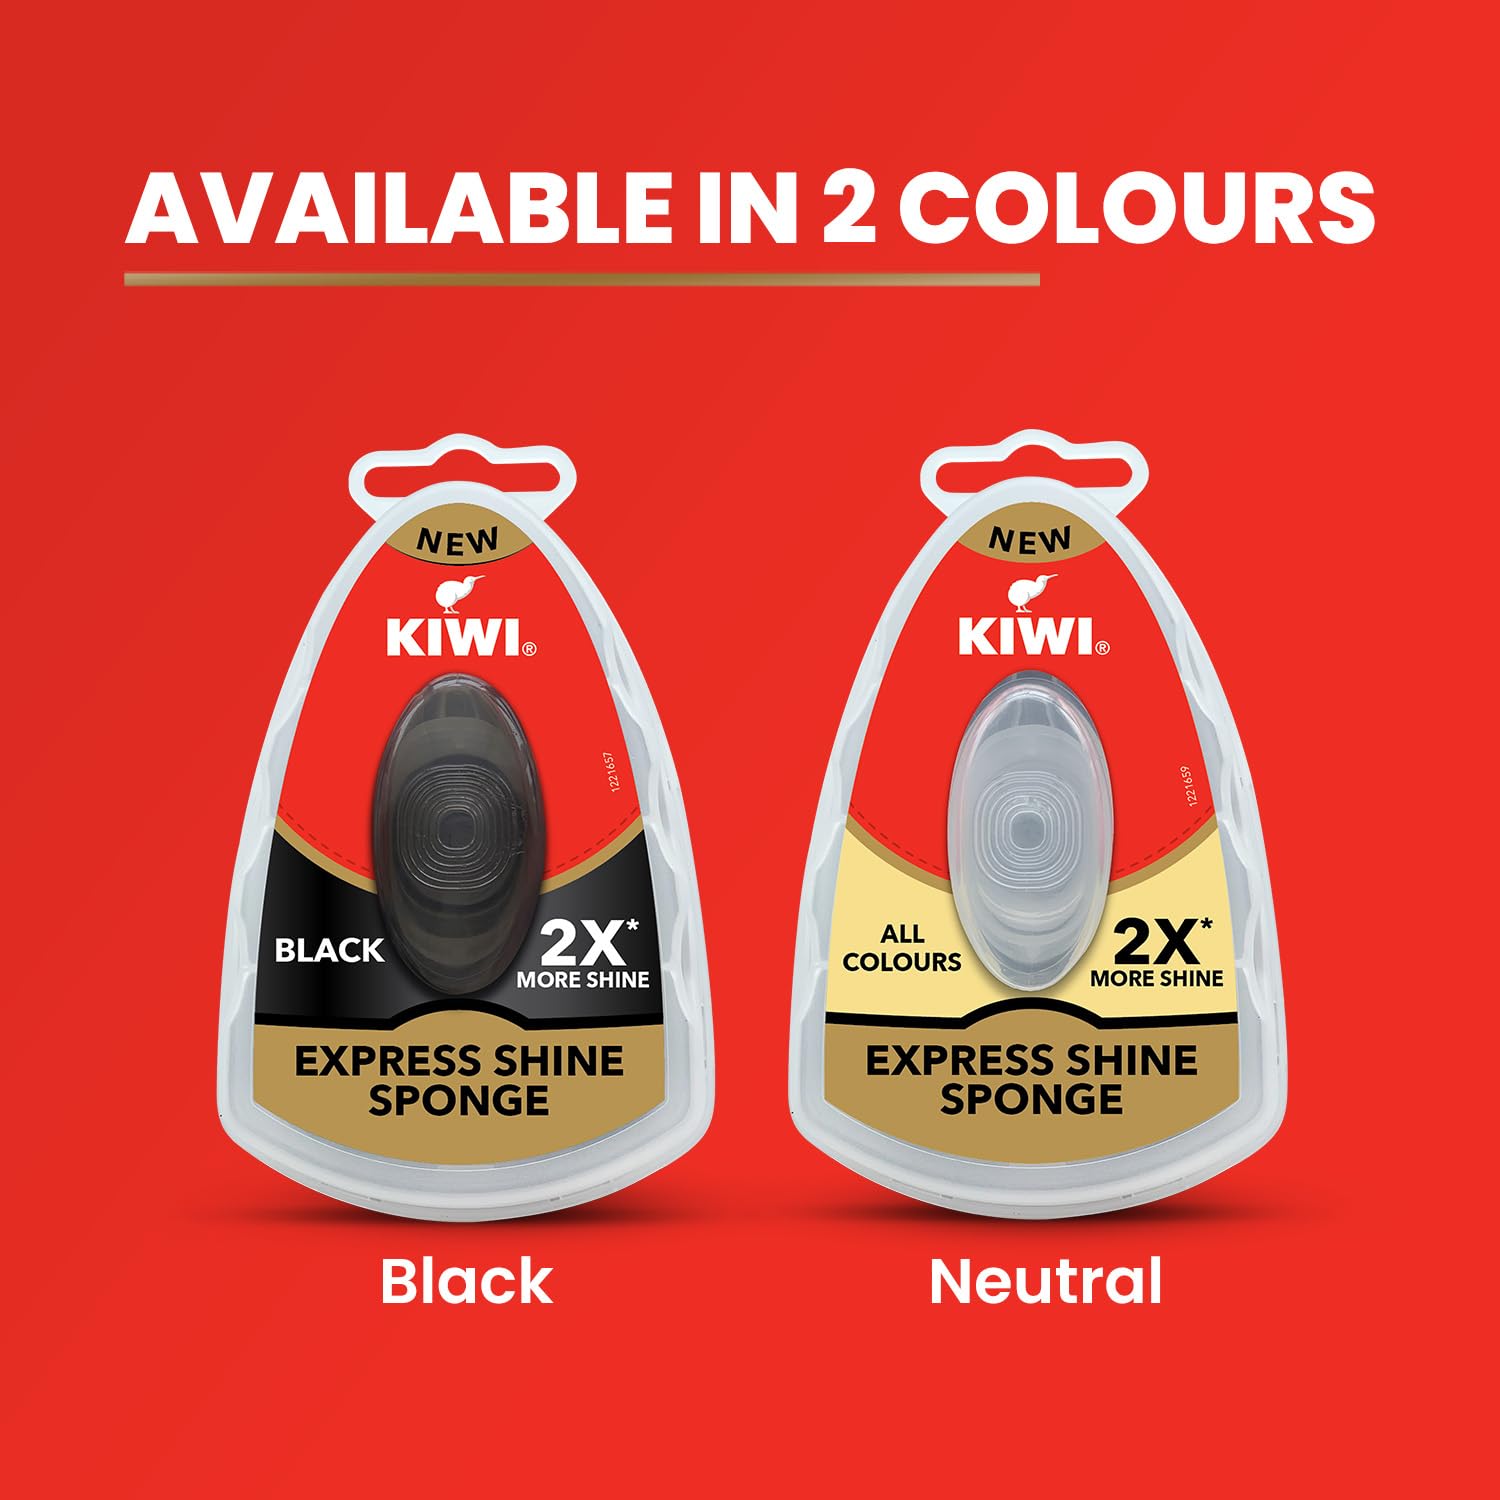 AVAILABLE IN 2 COLOURS
NEW
KIWI®
1221657
BLACK
2X*
MORE SHINE
EXPRESS SHINE
SPONGE
Black
NEW
KIWI®
1221659
ALL
COLOURS
2X*
MORE SHINE
EXPRESS SHINE
SPONGE
Neutral